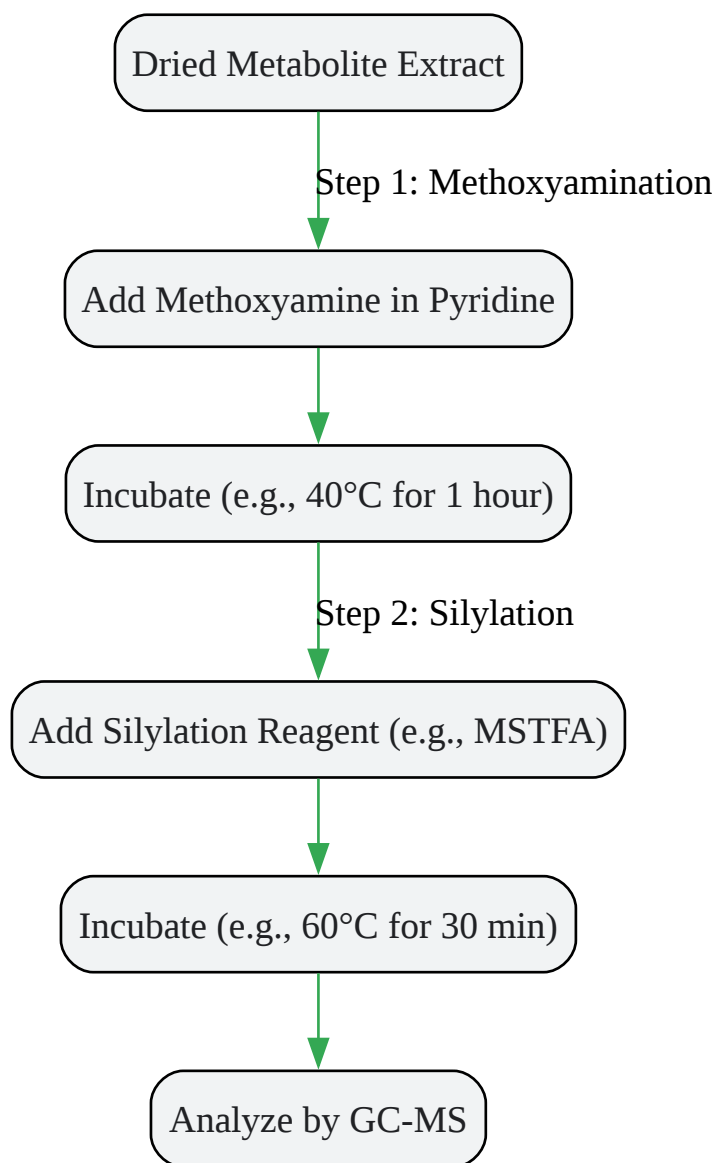 Dried Metabolite Extract
Step 1: Methoxyamination
Add Methoxyamine in Pyridine
Incubate (e.g., 40°C for 1 hour)
Step 2: Silylation
Add Silylation Reagent (e.g., MSTFA)
Incubate (e.g., 60°C for 30 min)
Analyze by GC-MS